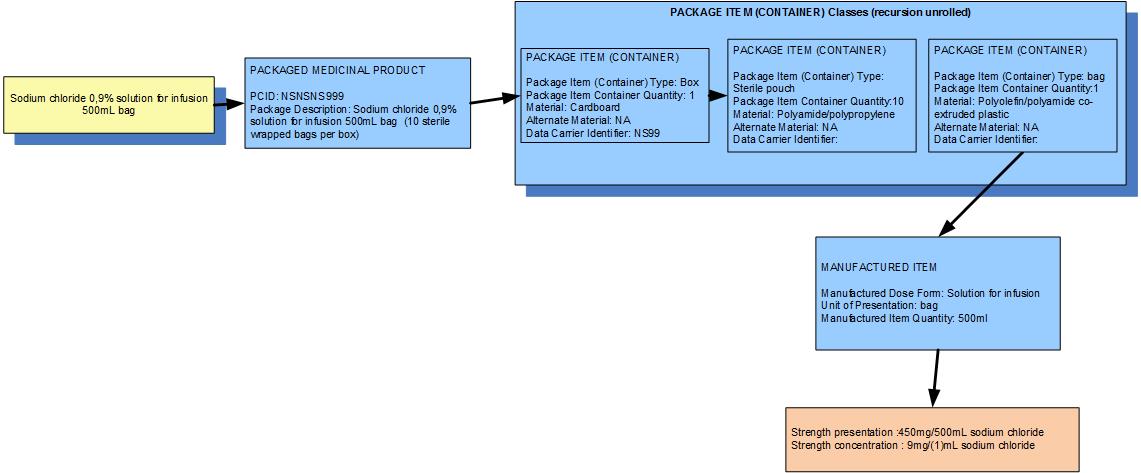 PACKAGE ITEM (CONTAINER) Classes (recursion unrolled)
Sodium chloride 0,9% solution for infusion
500mL bag
PACKAGED MEDICINAL PRODUCT
PCID: NSNSNS999
Package Description: Sodium chloride 0,9%
solution for infusion 500mL bag (10 sterile
wrapped bags per box)
PACKAGE ITEM (CONTAINER)
Package Item (Container) Type: Box
Package Item Container Quantity: 1
Material: Cardboard
Alternate Material: NA
Data Carrier Identifier: NS99
PACKAGE ITEM (CONTAINER)
Package Item (Container) Type:
Sterile pouch
Package Item Container Quantity:10
Material: Polyamide/polypropylene
Alternate Material: NA
Data Carrier Identifier:
PACKAGE ITEM (CONTAINER)
Package Item (Container) Type: bag
Package Item Container Quantity:1
Material: Polyolefin/polyamide co-
extruded plastic
Alternate Material: NA
Data Carrier Identifier:
MANUFACTURED ITEM
Manufactured Dose Form: Solution for infusion
Unit of Presentation: bag
Manufactured Item Quantity: 500ml
Strength presentation :450mg/500mL sodium chloride
Strength concentration : 9mg/(1)mL sodium chloride